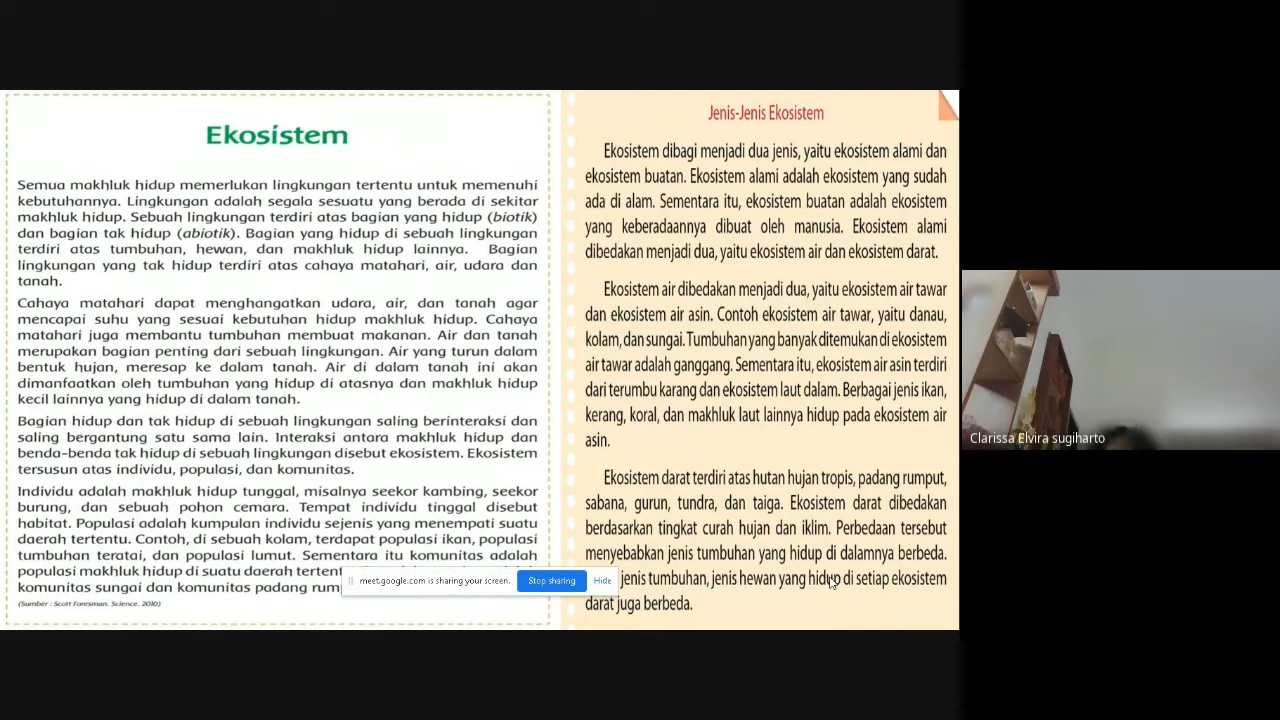 Ekosistem
Semua makhluk hidup memerlukan lingkungan tertentu untuk memenuhi
kebutuhannya. Lingkungan adalah segala sesuatu yang berada di sekitar
makhluk hidup. Sebuah lingkungan terdiri atas bagian yang hidup (biotik)
dan bagian tak hidup (abiotik). Bagian yang hidup di sebuah lingkungan
terdiri atas tumbuhan, hewan, dan makhluk hidup lainnya. Bagian
lingkungan yang tak hidup terdiri atas cahaya matahari, air, udara dan
tanah.
Cahaya matahari dapat menghangatkan udara, air, dan tanah agar
mencapai suhu yang sesuai kebutuhan hidup makhluk hidup. Cahaya
matahari juga membantu tumbuhan membuat makanan. Air dan tanah
merupakan bagian penting dari sebuah lingkungan. Air yang turun dalam
bentuk hujan, meresap ke dalam tanah. Air di dalam tanah ini akan
dimanfaatkan oleh tumbuhan yang hidup di atasnya dan makhluk hidup
kecil lainnya yang hidup di dalam tanah.
Bagian hidup dan tak hidup di sebuah lingkungan saling berinteraksi dan
saling bergantung satu sama lain. Interaksi antara makhluk hidup dan
benda-benda tak hidup di sebuah lingkungan disebut ekosistem. Ekosistem
tersusun atas individu, populasi, dan komunitas.
Individu adalah makhluk hidup tunggal, misalnya seekor kambing, seekor
burung, dan sebuah pohon cemara. Tempat individu tinggal disebut
habitat. Populasi adalah kumpulan individu sejenis yang menempati suatu
daerah tertentu. Contoh, di sebuah kolam, terdapat populasi ikan, populasi
tumbuhan teratai, dan populasi lumut. Sementara itu komunitas adalah
populasi makhluk hidup di suatu daerah
komunitas sungai dan komunitas padang
(Sumber : Scott Foresman. Science. 2010)
Jenis-Jenis Ekosistem
Ekosistem dibagi menjadi dua jenis, yaitu ekosistem alami dan
ekosistem buatan. Ekosistem alami adalah ekosistem yang sudah
ada di alam. Sementara itu, ekosistem buatan adalah ekosistem
yang keberadaannya dibuat oleh manusia. Ekosistem alami
dibedakan menjadi dua, yaitu ekosistem air dan ekosistem darat.
Ekosistem air dibedakan menjadi dua, yaitu ekosistem air tawar
dan ekosistem air asin. Contoh ekosistem air tawar, yaitu danau,
kolam, dan sungai. Tumbuhan yang banyak ditemukan di ekosistem
air tawar adalah ganggang. Sementara itu, ekosistem air asin terdiri
dari terumbu karang dan ekosistem laut dalam. Berbagai jenis ikan,
kerang, koral, dan makhluk laut lainnya hidup pada ekosistem air
asin.
Ekosistem darat terdiri atas hutan hujan tropis, padang rumput,
sabana, gurun, tundra, dan taiga. Ekosistem darat dibedakan
berdasarkan tingkat curah hujan dan iklim. Perbedaan tersebut
menyebabkan jenis tumbuhan yang hidup di dalamnya berbeda.
jenis tumbuhan, jenis hewan yang hidup di setiap ekosistem
darat juga berbeda.
meet.google.com is sharing your screen. Stop sharing Hide
Clarissa Elvira sugiharto